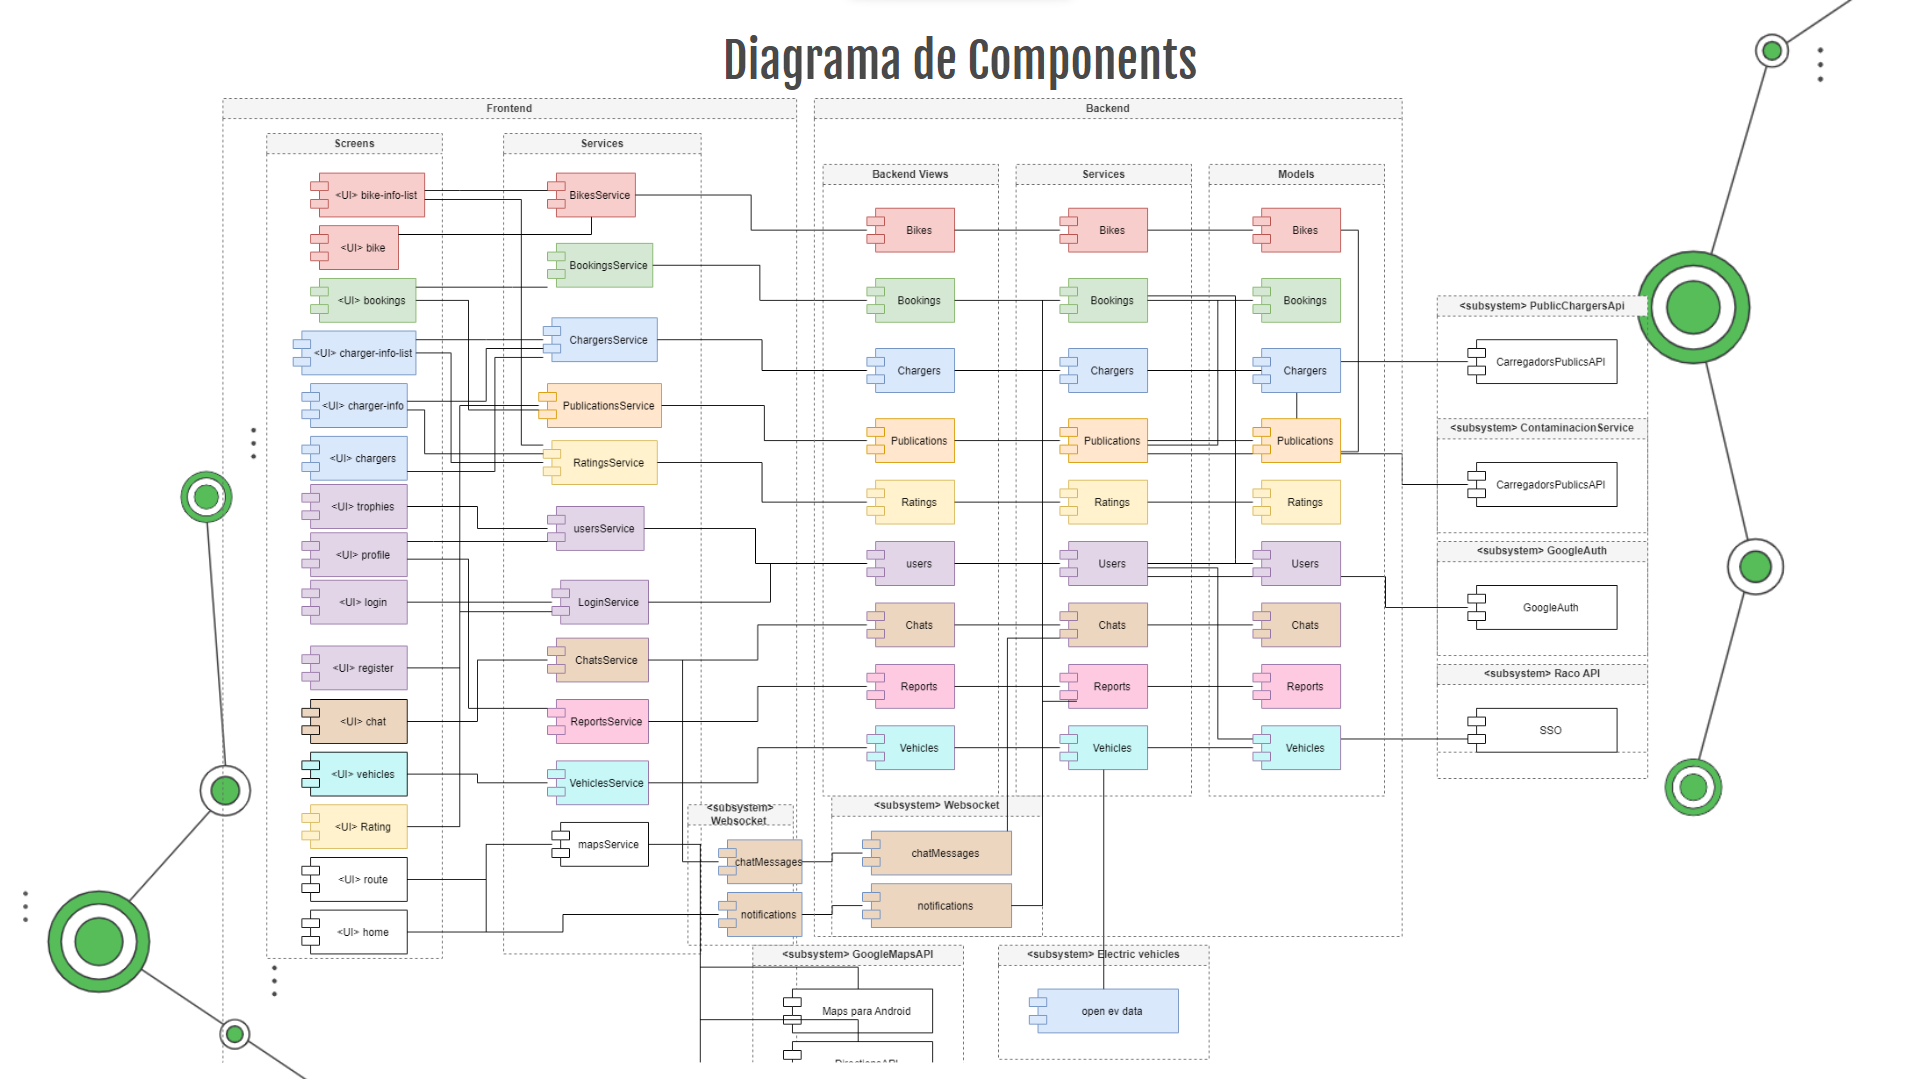 Diagrama de Components
Frontend
Backend
Screens
Services
<UI> bike-info-list
<UI> bike
<UI> bookings
<UI> charger-info-list
<UI> charger-info
<UI> chargers
<UI> trophies
<UI> profile
<UI> login
<UI> register
<UI> chat
<UI> vehicles
<UI> Rating
<UI> route
<UI> home
BikesService
BookingsService
ChargersService
PublicationsService
RatingsService
usersService
LoginService
ChatsService
ReportsService
VehiclesService
mapsService
<subsystem>
Websocket
chatMessages
notifications
Backend Views
Bikes
Bookings
Chargers
Publications
Ratings
users
Chats
Reports
Vehicles
Services
Bikes
Bookings
Chargers
Publications
Ratings
Users
Chats
Reports
Vehicles
Models
Bikes
Bookings
Chargers
Publications
Ratings
Users
Chats
Reports
Vehicles
<subsystem> Websocket
chatMessages
notifications
<subsystem> PublicChargersApi
CarregadorsPublicsAPI
<subsystem> ContaminacionService
CarregadorsPublicsAPI
<subsystem> GoogleAuth
GoogleAuth
<subsystem> Raco API
SSO
<subsystem> GoogleMapsAPI
Maps para Android
DirectionsAPI
<subsystem> Electric vehicles
open ev data